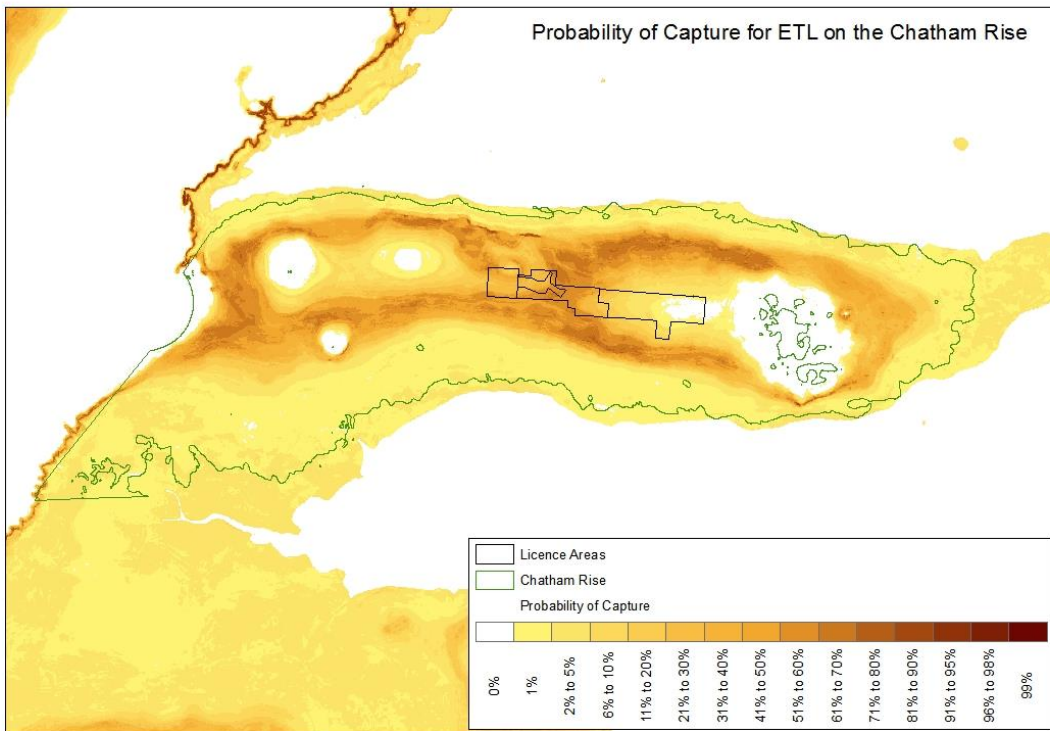 Probability of Capture for ETL on the Chatham Rise
Licence Areas
Chatham Rise
Probability of Capture
0%
1%
2% to 5%
6% to 10%
11% to 20%
21% to 30%
31% to 40%
41% to 50%
51% to 60%
61% to 70%
71% to 80%
81% to 90%
91% to 95%
96% to 98%
99%